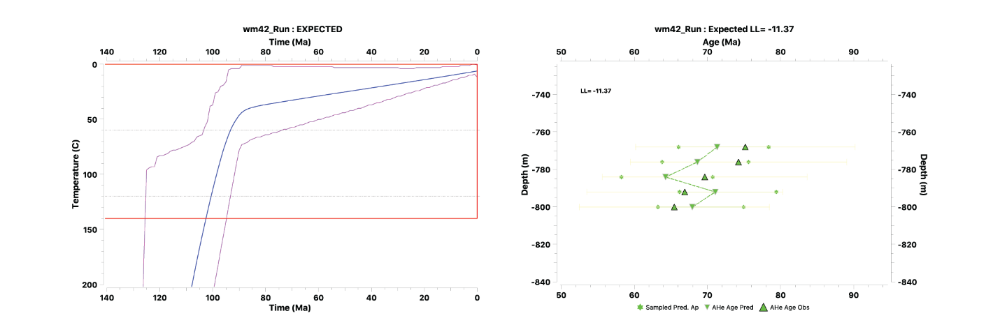 wm42_Run : EXPECTED
Time (Ma)
140 120 100 80 60 40 20 0
0
50
100
150
200
Temperature (C)
140 120 100 80 60 40 20 0
Time (Ma)
wm42_Run : Expected LL= -11.37
Age (Ma)
50 60 70 80 90
LL= -11.37
-740 -740
-760 -760
-780 -780
-800 -800
-820 -820
-840 -840
Depth (m)
Depth (m)
50 60 70 80 90
Sampled Pred. Ap AHe Age Pred AHe Age Obs